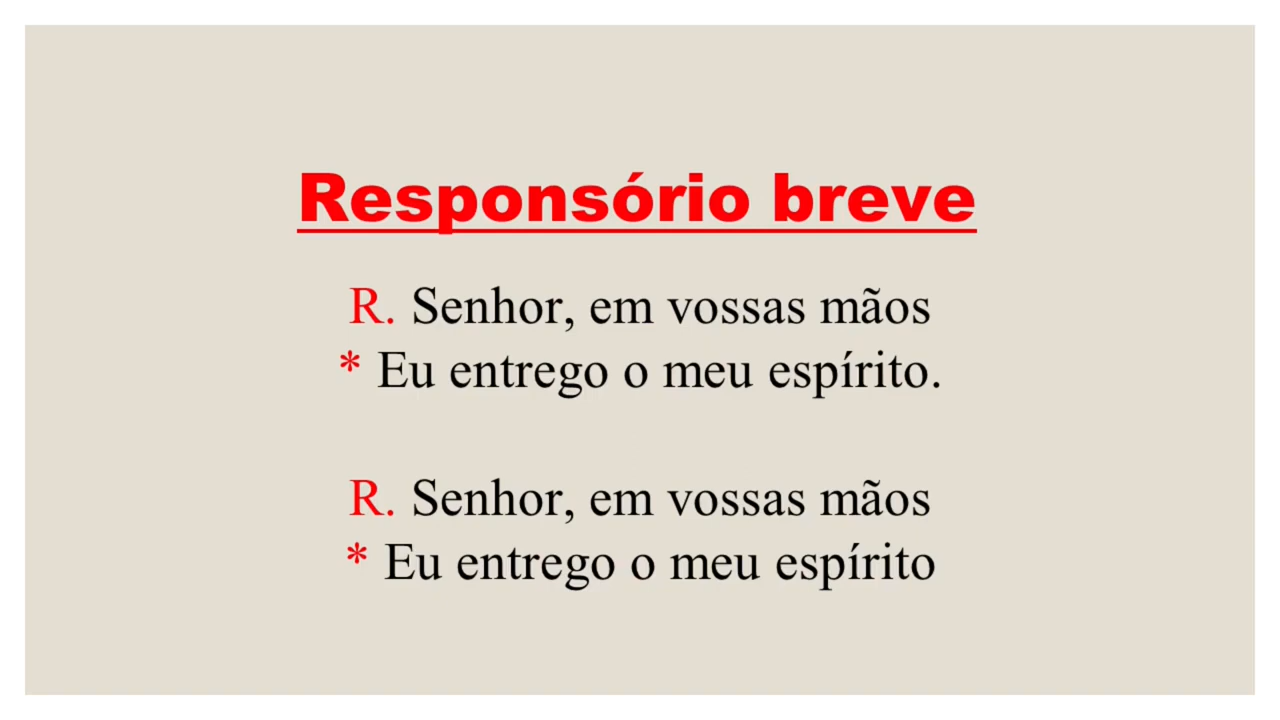 Responsório breve
R. Senhor, em vossas mãos
* Eu entrego o meu espírito.
R. Senhor, em vossas mãos
* Eu entrego o meu espírito